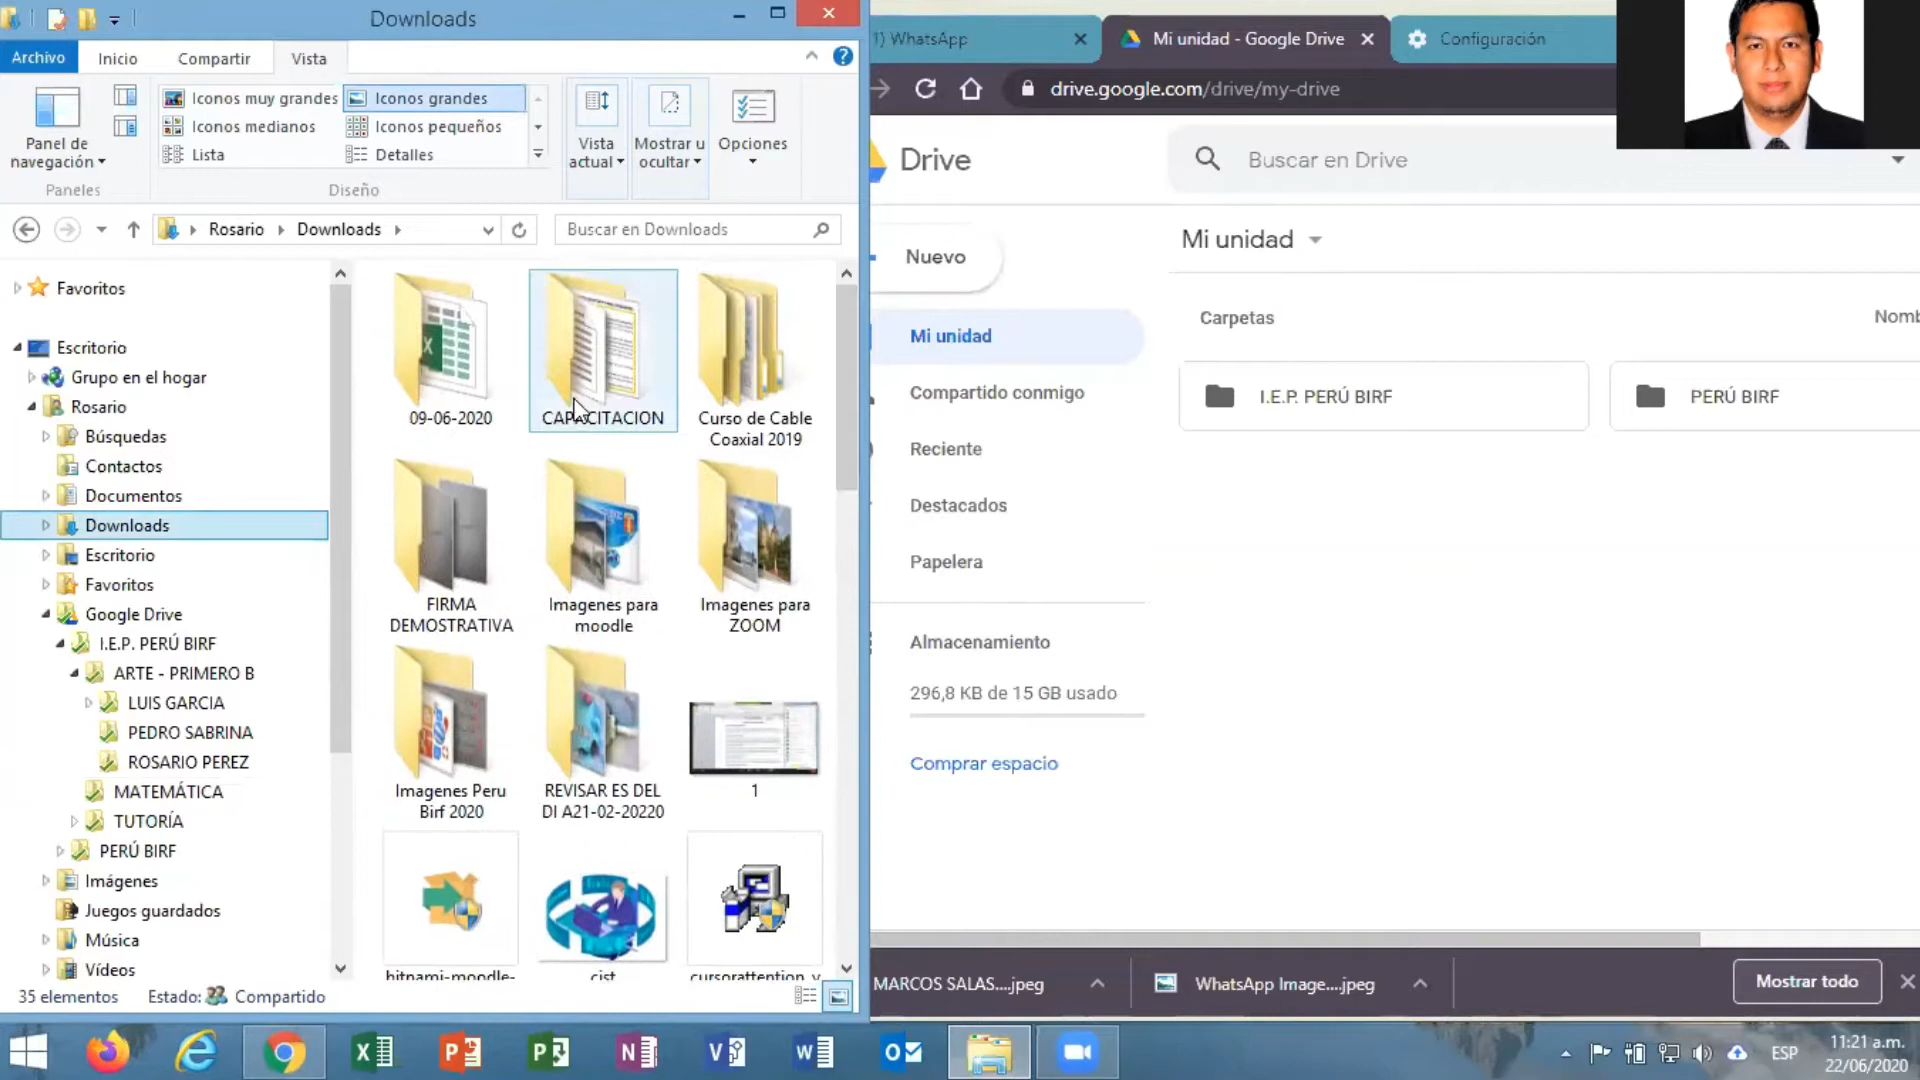 Downloads
Archivo
Inicio
Compartir
Vista
Panel de
navegación
Paneles
Iconos muy grandes
Iconos grandes
Iconos medianos
Iconos pequeños
Lista
Detalles
Diseño
Vista
actual
Mostrar u
ocultar
Opciones
Rosario
Downloads
Buscar en Downloads
Favoritos
Escritorio
Grupo en el hogar
Rosario
Búsquedas
Contactos
Documentos
Downloads
Escritorio
Favoritos
Google Drive
I.E.P. PERÚ BIRF
ARTE - PRIMERO B
LUIS GARCIA
PEDRO SABRINA
ROSARIO PEREZ
MATEMÁTICA
TUTORÍA
PERÚ BIRF
Imágenes
Juegos guardados
Música
Vídeos
09-06-2020
CAPACITACION
Curso de Cable
Coaxial 2019
FIRMA
DEMOSTRATIVA
Imagenes para
moodle
Imagenes para
ZOOM
Imagenes Peru
Birf 2020
REVISAR ES DEL
DI A21-02-20220
1
bitnami-moodle-
cist
cursorattention_v
35 elementos
Estado:
Compartido
1) WhatsApp
Mi unidad - Google Drive
Configuración
drive.google.com/drive/my-drive
Drive
Buscar en Drive
Nuevo
Mi unidad
Compartido conmigo
Reciente
Destacados
Papelera
Almacenamiento
296,8 KB de 15 GB usado
Comprar espacio
Mi unidad
Carpetas
Nomb
I.E.P. PERÚ BIRF
PERÚ BIRF
MARCOS SALAS....jpeg
WhatsApp Image....jpeg
Mostrar todo
ESP
11:21 a.m.
22/06/2020